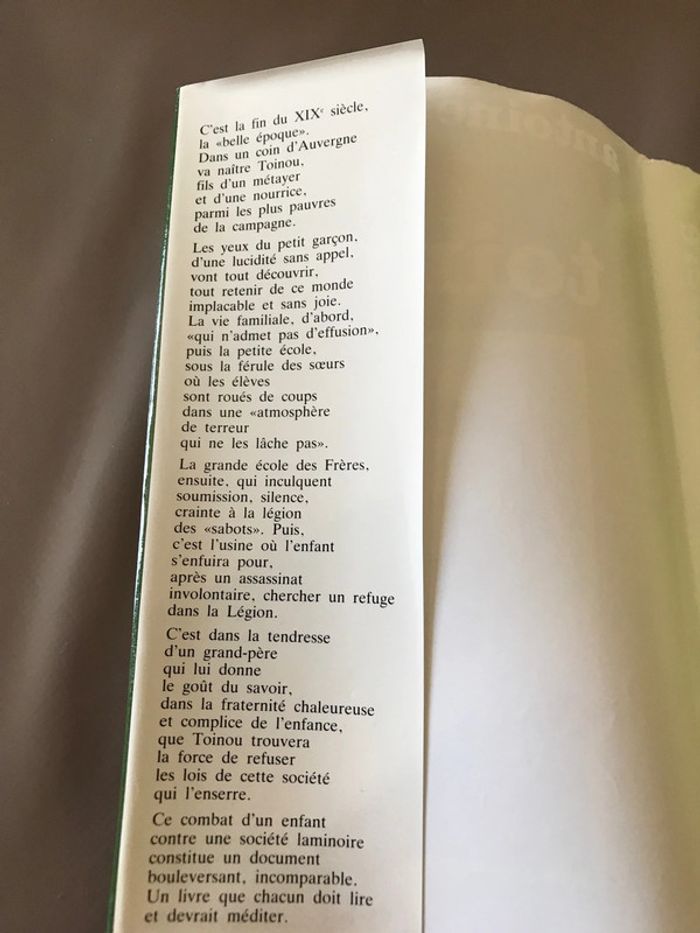 C'est la fin du XIXᵉ siècle,
la «belle époque».
Dans un coin d'Auvergne
va naître Toinou,
fils d'un métayer
et d'une nourrice,
parmi les plus pauvres
de la campagne.
Les yeux du petit garçon,
d'une lucidité sans appel,
vont tout découvrir,
tout retenir de ce monde
implacable et sans joie.
La vie familiale, d'abord,
«qui n'admet pas d'effusion»,
puis la petite école,
sous la férule des sœurs
où les élèves
sont roués de coups
dans une «atmosphère
de terreur
qui ne les lâche pas».
La grande école des Frères,
ensuite, qui inculquent
soumission, silence,
crainte à la légion
des «sabots». Puis,
c'est l'usine où l'enfant
s'enfuira pour,
après un assassinat
involontaire, chercher un refuge
dans la Légion.
C'est dans la tendresse
d'un grand-père
qui lui donne
le goût du savoir,
dans la fraternité chaleureuse
et complice de l'enfance,
que Toinou trouvera
la force de refuser
les lois de cette société
qui l'enserre.
Ce combat d'un enfant
contre une société laminoire
constitue un document
bouleversant, incomparable.
Un livre que chacun doit lire
et devrait méditer.
antoine